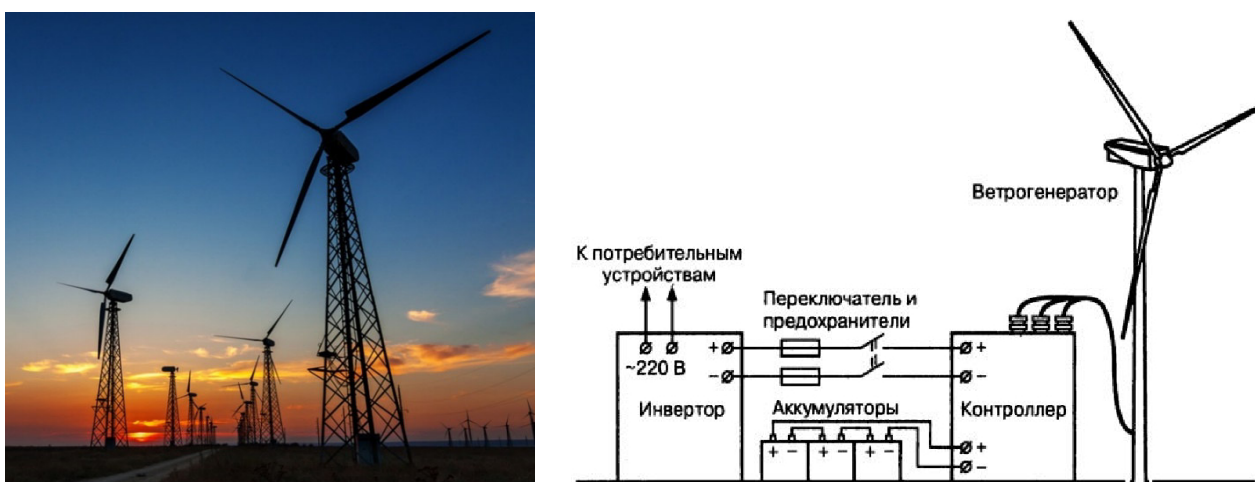 Ветрогенератор
К потребительным
устройствам
Переключатель и
предохранители
~220 В
+
−
+
−
Инвертор
Аккумуляторы
Контроллер
+ − + − + −
+
−